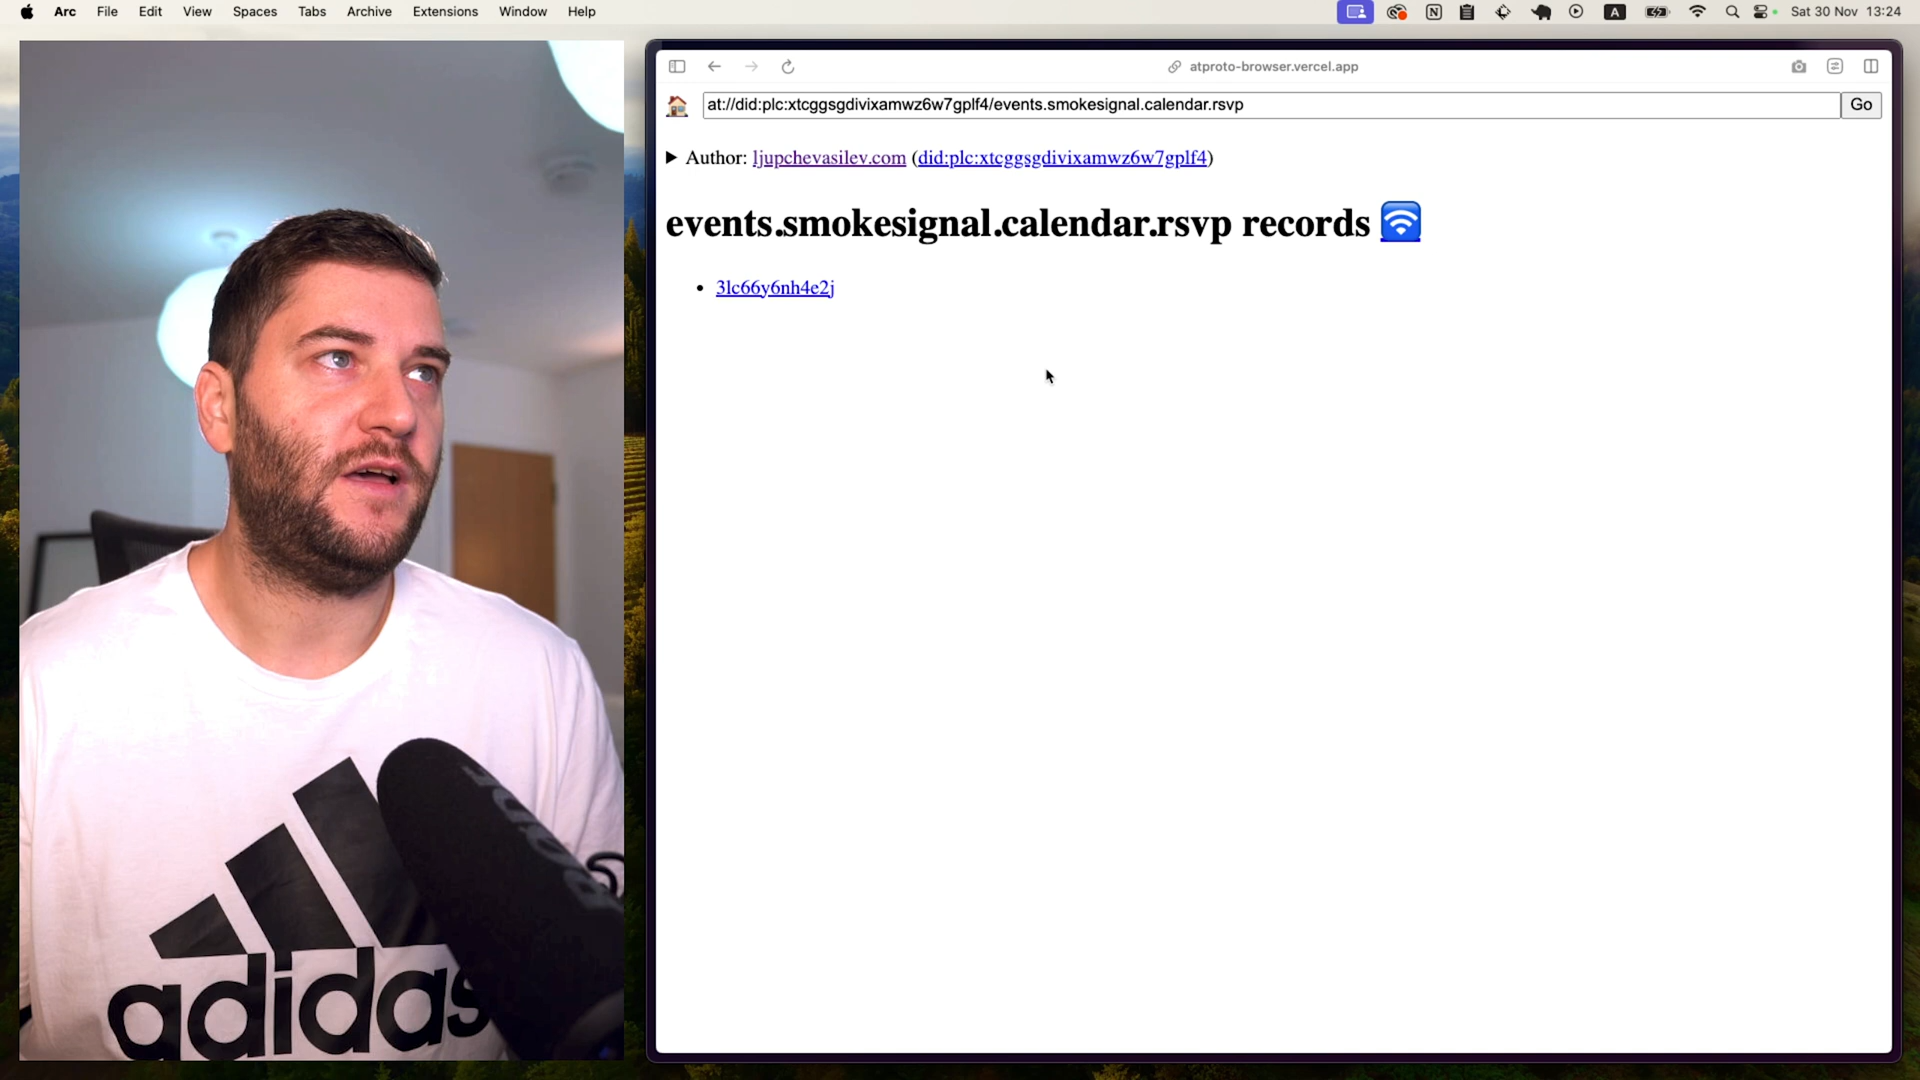 Arc File Edit View Spaces Tabs Archive Extensions Window Help
A
Sat 30 Nov 13:24
atproto-browser.vercel.app
at://did:plc:xtcggsgdivixamwz6w7gplf4/events.smokesignal.calendar.rsvp Go
Author: ljupchevasilev.com (did:plc:xtcggsgdivixamwz6w7gplf4)
events.smokesignal.calendar.rsvp records
3lc66y6nh4e2j
RODE
adidas